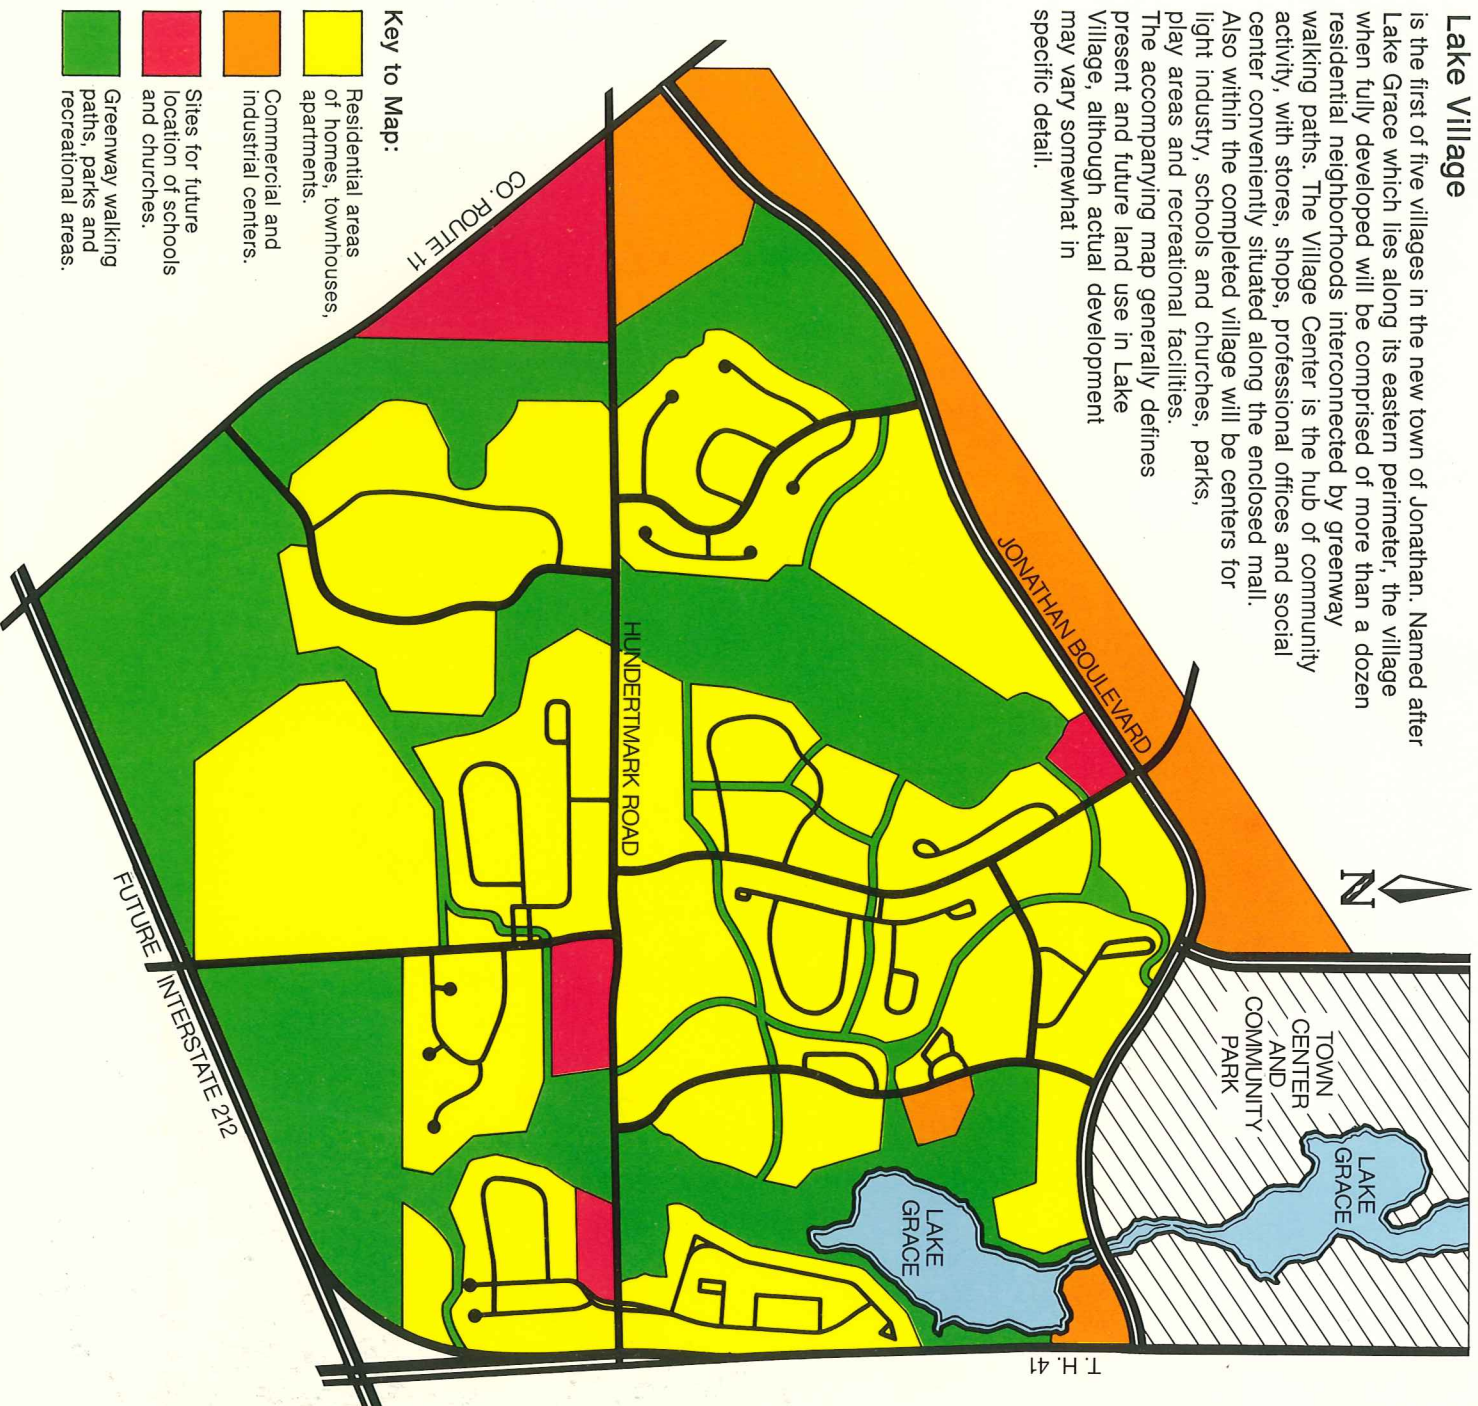 Lake Village
is the first of five villages in the new town of Jonathan. Named after
Lake Grace which lies along its eastern perimeter, the village
when fully developed will be comprised of more than a dozen
residential neighborhoods interconnected by greenway
walking paths. The Village Center is the hub of community
activity, with stores, shops, professional offices and social
center conveniently situated along the enclosed mall.
Also within the completed village will be centers for
light industry, schools and churches, parks,
play areas and recreational facilities.
The accompanying map generally defines
present and future land use in Lake
Village, although actual development
may vary somewhat in
specific detail.
N
TOWN
CENTER
AND
COMMUNITY
PARK
LAKE
GRACE
LAKE
GRACE
JONATHAN BOULEVARD
HUNDERTMARK ROAD
CO. ROUTE 11
T. H. 41
FUTURE INTERSTATE 212
Key to Map:
Residential areas
of homes, townhouses,
apartments.
Commercial and
industrial centers.
Sites for future
location of schools
and churches.
Greenway walking
paths, parks and
recreational areas.